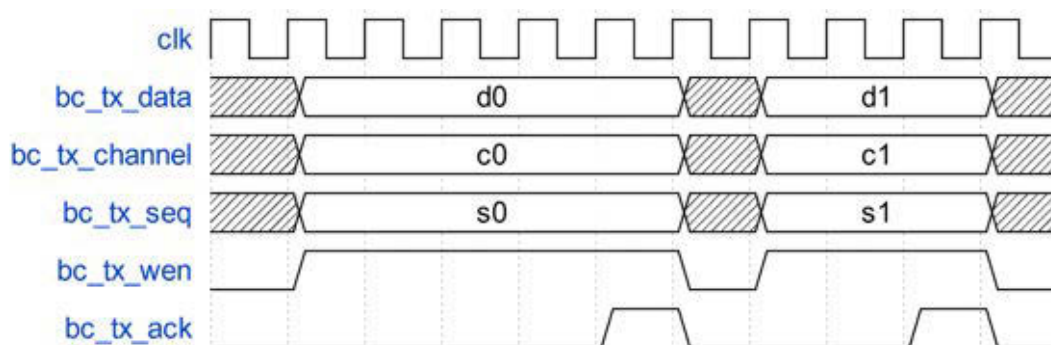 clk
bc_tx_data d0 d1
bc_tx_channel c0 c1
bc_tx_seq s0 s1
bc_tx_wen
bc_tx_ack